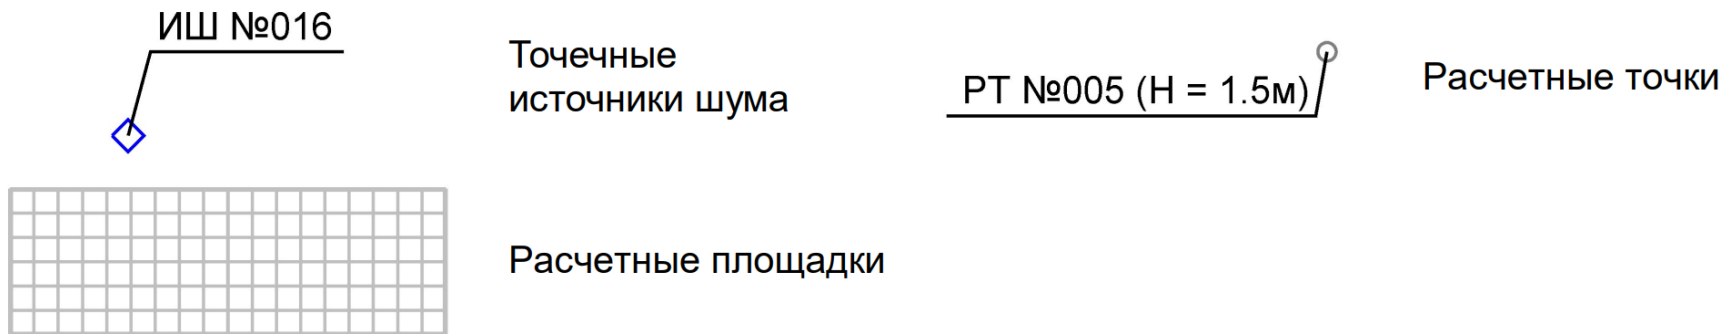 ИШ №016
Точечные
источники шума
РТ №005 (Н = 1.5м)
Расчетные точки
Расчетные площадки